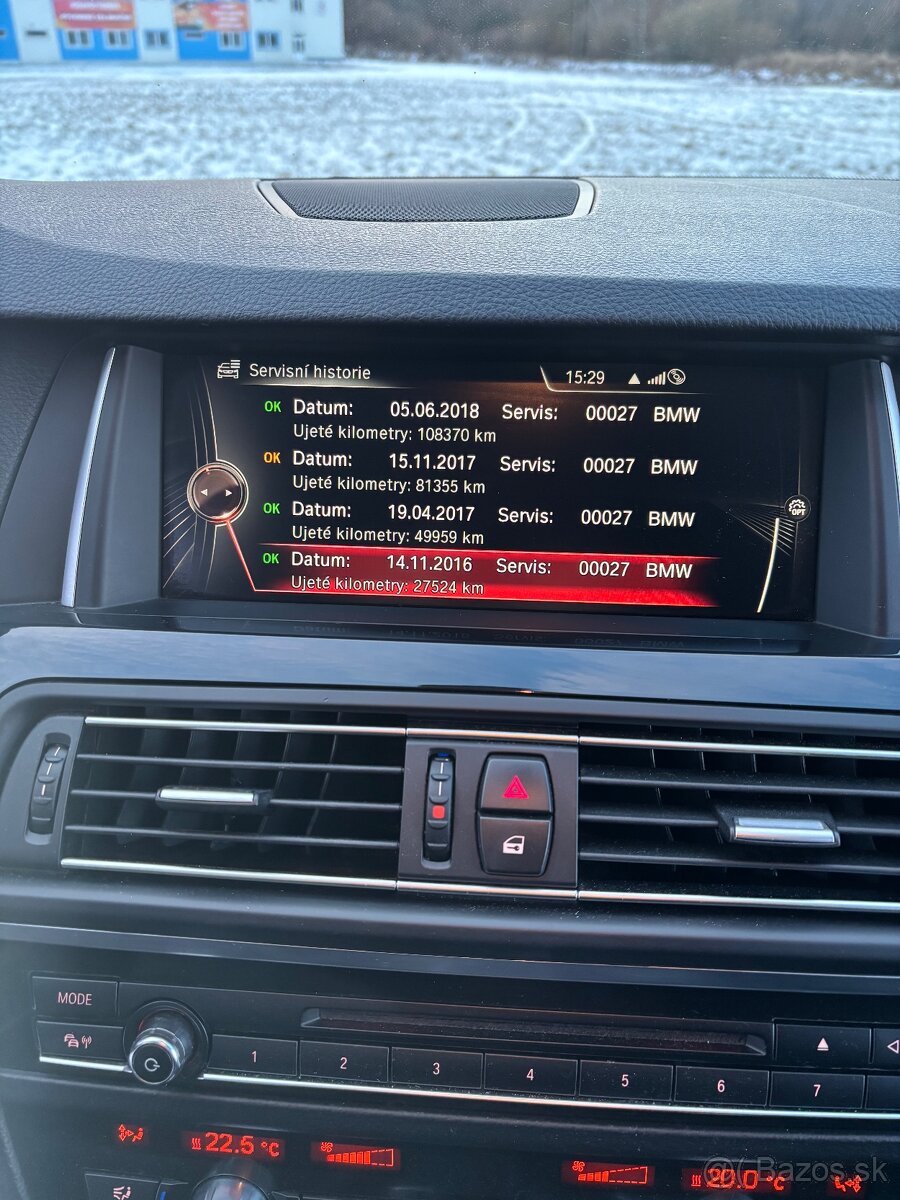 Servisní historie
15:29
OK Datum: 05.06.2018 Servis: 00027 BMW
Ujeté kilometry: 108370 km
OK Datum: 15.11.2017 Servis: 00027 BMW
Ujeté kilometry: 81355 km
OK Datum: 19.04.2017 Servis: 00027 BMW
Ujeté kilometry: 49959 km
OK Datum: 14.11.2016 Servis: 00027 BMW
Ujeté kilometry: 27524 km
OPT
MODE
1 2 3 4 5 6 7
22.5 °C
20.0 °C
Bazos.sk